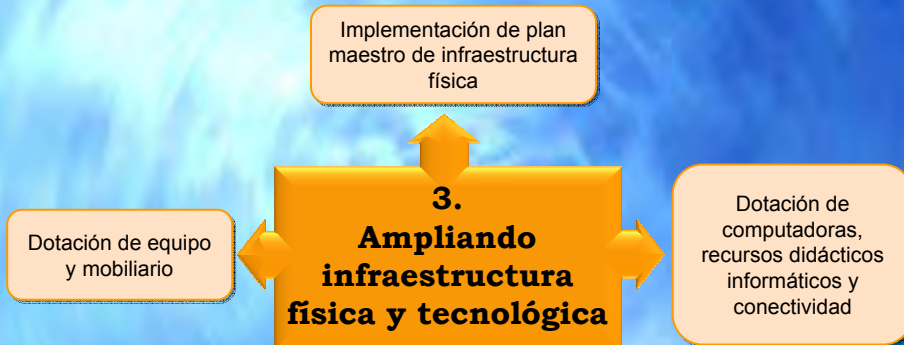 Implementación de plan
maestro de infraestructura
física
3.
Ampliando
infraestructura
física y tecnológica
Dotación de equipo
y mobiliario
Dotación de
computadoras,
recursos didácticos
informáticos y
conectividad